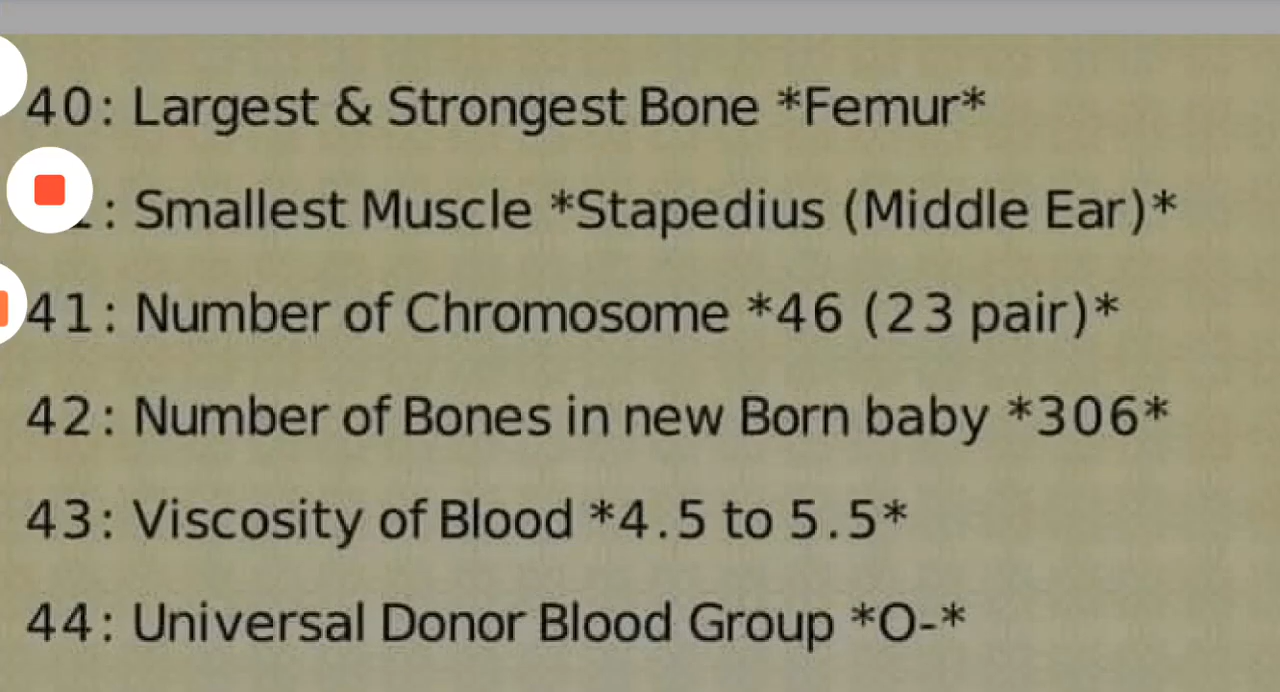 40: Largest & Strongest Bone *Femur*
: Smallest Muscle *Stapedius (Middle Ear)*
41: Number of Chromosome *46 (23 pair)*
42: Number of Bones in new Born baby *306*
43: Viscosity of Blood *4.5 to 5.5*
44: Universal Donor Blood Group *O-*